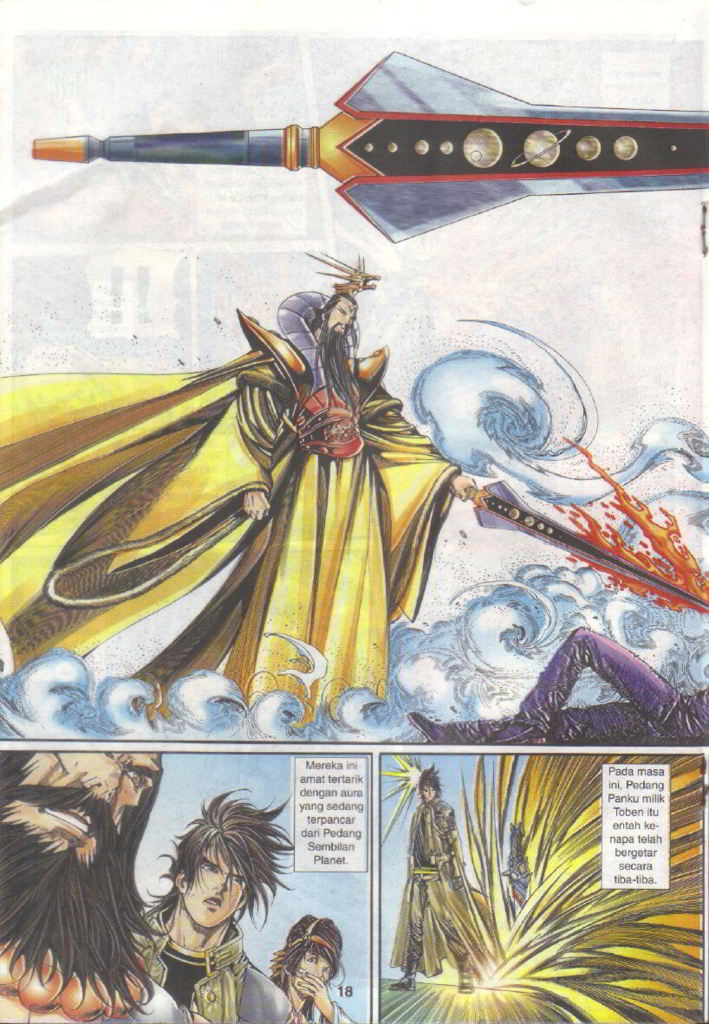 Mereka ini
amat tertarik
dengan aura
yang sedang
terpancar
dari Pedang
Sembilan
Planet.
Pada masa
ini, Pedang
Panku milik
Toben itu
entah ke-
napa telah
bergetar
secara
tiba-tiba.
18